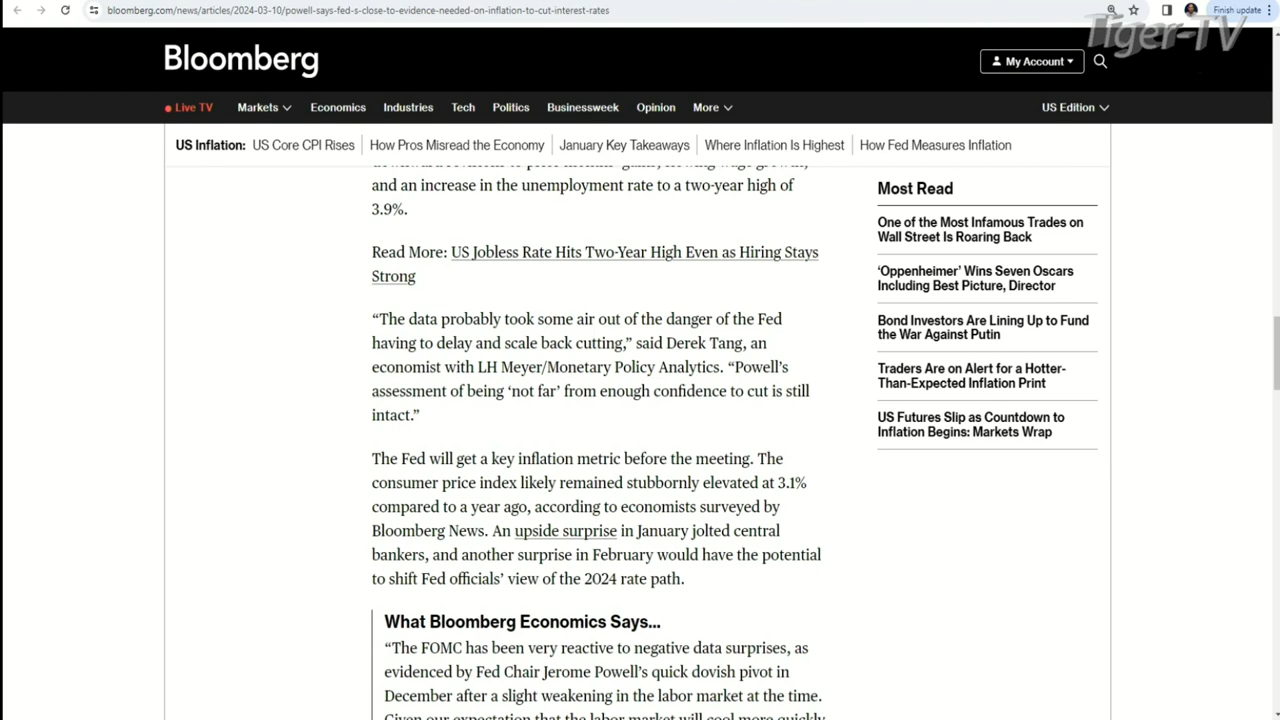 bloomberg.com/news/articles/2024-03-10/powell-says-fed-s-close-to-evidence-needed-on-inflation-to-cut-interest-rates
Finish update
Tiger-TV
Bloomberg
My Account
Live TV
Markets
Economics
Industries
Tech
Politics
Businessweek
Opinion
More
US Edition
US Inflation: US Core CPI Rises
How Pros Misread the Economy
January Key Takeaways
Where Inflation Is Highest
How Fed Measures Inflation
and an increase in the unemployment rate to a two-year high of
3.9%.
Read More: US Jobless Rate Hits Two-Year High Even as Hiring Stays
Strong
“The data probably took some air out of the danger of the Fed
having to delay and scale back cutting,” said Derek Tang, an
economist with LH Meyer/Monetary Policy Analytics. “Powell’s
assessment of being ‘not far’ from enough confidence to cut is still
intact.”
The Fed will get a key inflation metric before the meeting. The
consumer price index likely remained stubbornly elevated at 3.1%
compared to a year ago, according to economists surveyed by
Bloomberg News. An upside surprise in January jolted central
bankers, and another surprise in February would have the potential
to shift Fed officials’ view of the 2024 rate path.
What Bloomberg Economics Says...
“The FOMC has been very reactive to negative data surprises, as
evidenced by Fed Chair Jerome Powell’s quick dovish pivot in
December after a slight weakening in the labor market at the time.
Given our expectation that the labor market will cool more quickly
Most Read
One of the Most Infamous Trades on
Wall Street Is Roaring Back
‘Oppenheimer’ Wins Seven Oscars
Including Best Picture, Director
Bond Investors Are Lining Up to Fund
the War Against Putin
Traders Are on Alert for a Hotter-
Than-Expected Inflation Print
US Futures Slip as Countdown to
Inflation Begins: Markets Wrap